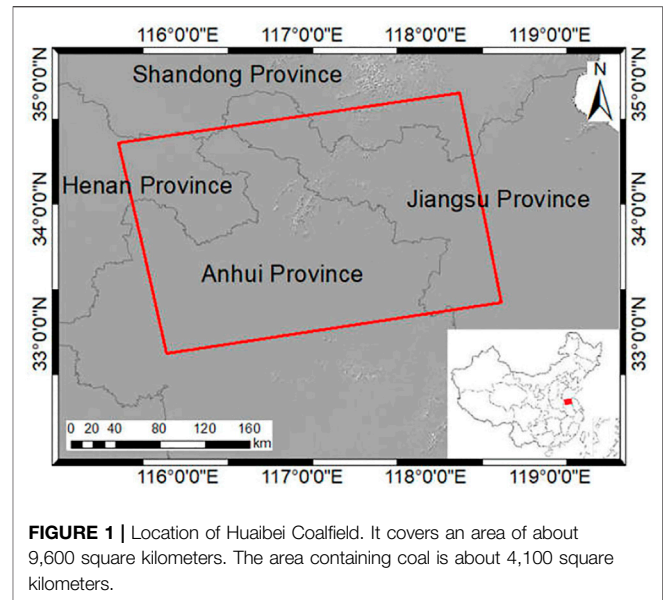 116°0'0"E 117°0'0"E 118°0'0"E 119°0'0"E
35°0'0"N
34°0'0"N
33°0'0"N
Shandong Province
N
35°0'0"N
Henan Province
Jiangsu Province
34°0'0"N
Anhui Province
33°0'0"N
0 20 40 80 120 160
km
116°0'0"E 117°0'0"E 118°0'0"E 119°0'0"E
FIGURE 1 | Location of Huaibei Coalfield. It covers an area of about
9,600 square kilometers. The area containing coal is about 4,100 square
kilometers.